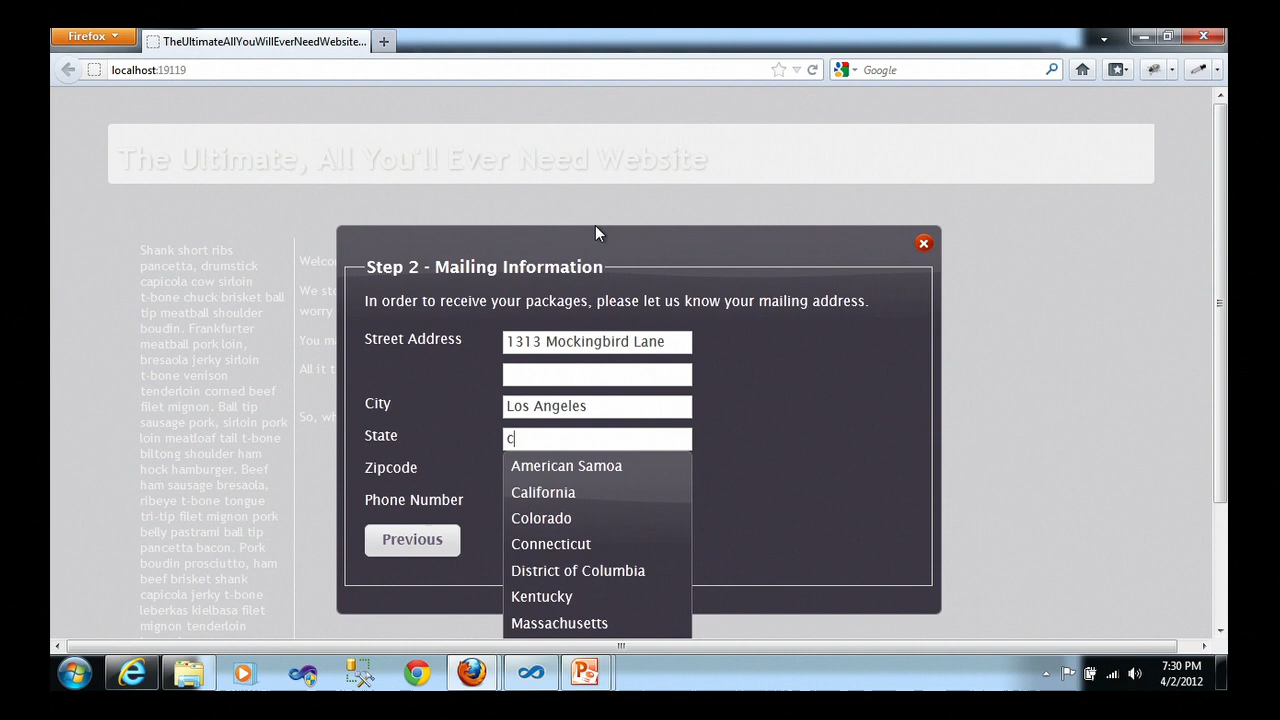 Firefox
TheUltimateAllYouWillEverNeedWebsite...
localhost:19119
Google
The Ultimate, All You'll Ever Need Website
Shank short ribs
pancetta, drumstick
capicola cow sirloin
t-bone chuck brisket ball
tip meatball shoulder
boudin. Frankfurter
meatball pork loin,
bresaola jerky sirloin
t-bone venison
tenderloin corned beef
filet mignon. Ball tip
sausage pork, sirloin pork
loin meatloaf tail t-bone
biltong shoulder ham
hock hamburger. Beef
ham sausage bresaola,
ribeye t-bone tongue
tri-tip filet mignon pork
belly pastrami ball tip
pancetta bacon. Pork
boudin prosciutto, ham
beef brisket shank
capicola jerky t-bone
leberkas kielbasa filet
mignon tenderloin
We
worry
All it t
So, wh
Step 2 - Mailing Information
In order to receive your packages, please let us know your mailing address.
Street Address
1313 Mockingbird Lane
City
Los Angeles
State
c
Zipcode
Phone Number
American Samoa
California
Colorado
Connecticut
District of Columbia
Kentucky
Massachusetts
Previous
7:30 PM
4/2/2012